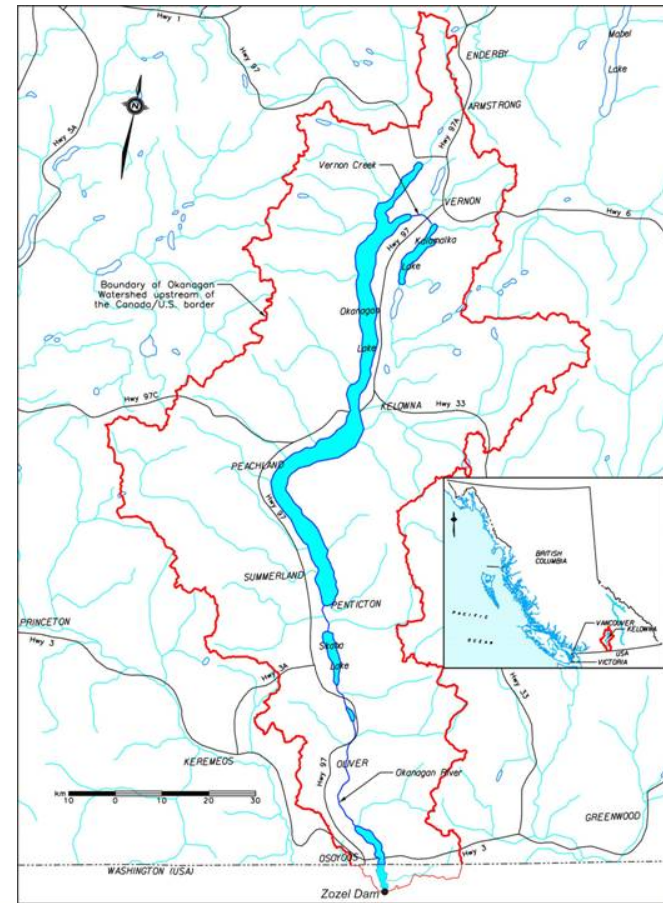 Hwy 1
Hwy 97
ENDERBY
Mabel
Lake
Hwy 5A
N
ARMSTRONG
Hwy 97A
Vernon Creek
VERNON
Hwy 6
Hwy 97
Kalamalka
Lake
Boundary of Okanagan
Watershed upstream of
the Canada/U.S. border
Okanagan
Lake
Hwy 97C
KELOWNA
Hwy 33
PEACHLAND
Hwy 97
SUMMERLAND
PENTICTON
BRITISH
COLUMBIA
PACIFIC
OCEAN
VANCOUVER
KELOWNA
USA
VICTORIA
PRINCETON
Hwy 3
Skaha
Lake
Hwy 3A
Hwy 33
KEREMEOS
OLIVER
Hwy 97
Okanagan River
km
10 0 10 20 30
GREENWOOD
OSOYOOS
Hwy 3
WASHINGTON (USA)
Zozel Dam